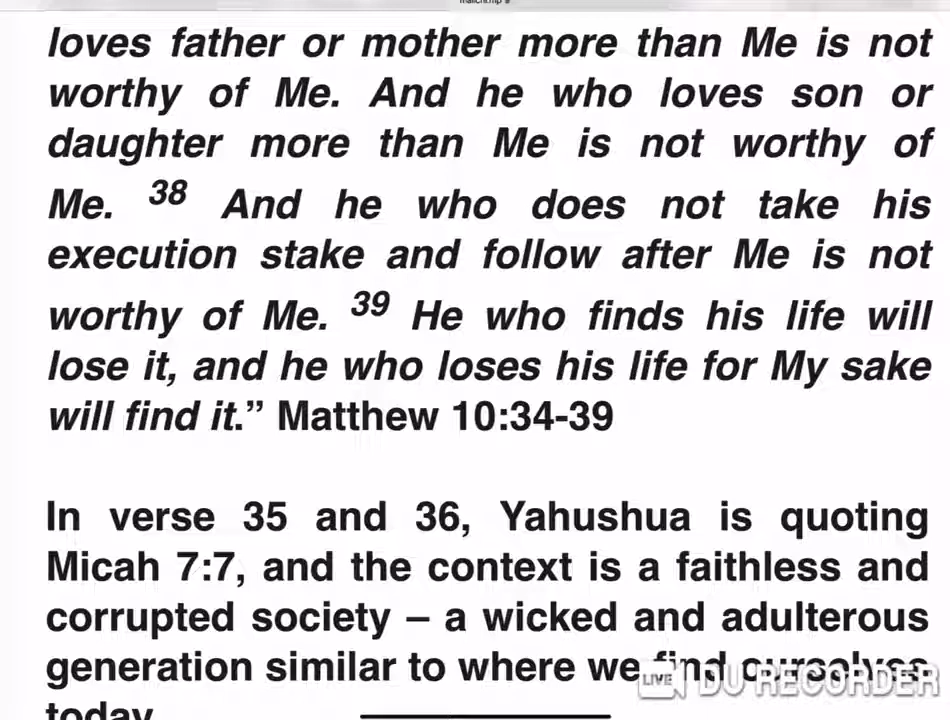 loves father or mother more than Me is not
worthy of Me. And he who loves son or
daughter more than Me is not worthy of
Me. 38 And he who does not take his
execution stake and follow after Me is not
worthy of Me. 39 He who finds his life will
lose it, and he who loses his life for My sake
will find it.” Matthew 10:34-39
In verse 35 and 36, Yahushua is quoting
Micah 7:7, and the context is a faithless and
corrupted society – a wicked and adulterous
generation similar to where we find ourselves
today
LIVE DU RECORDER